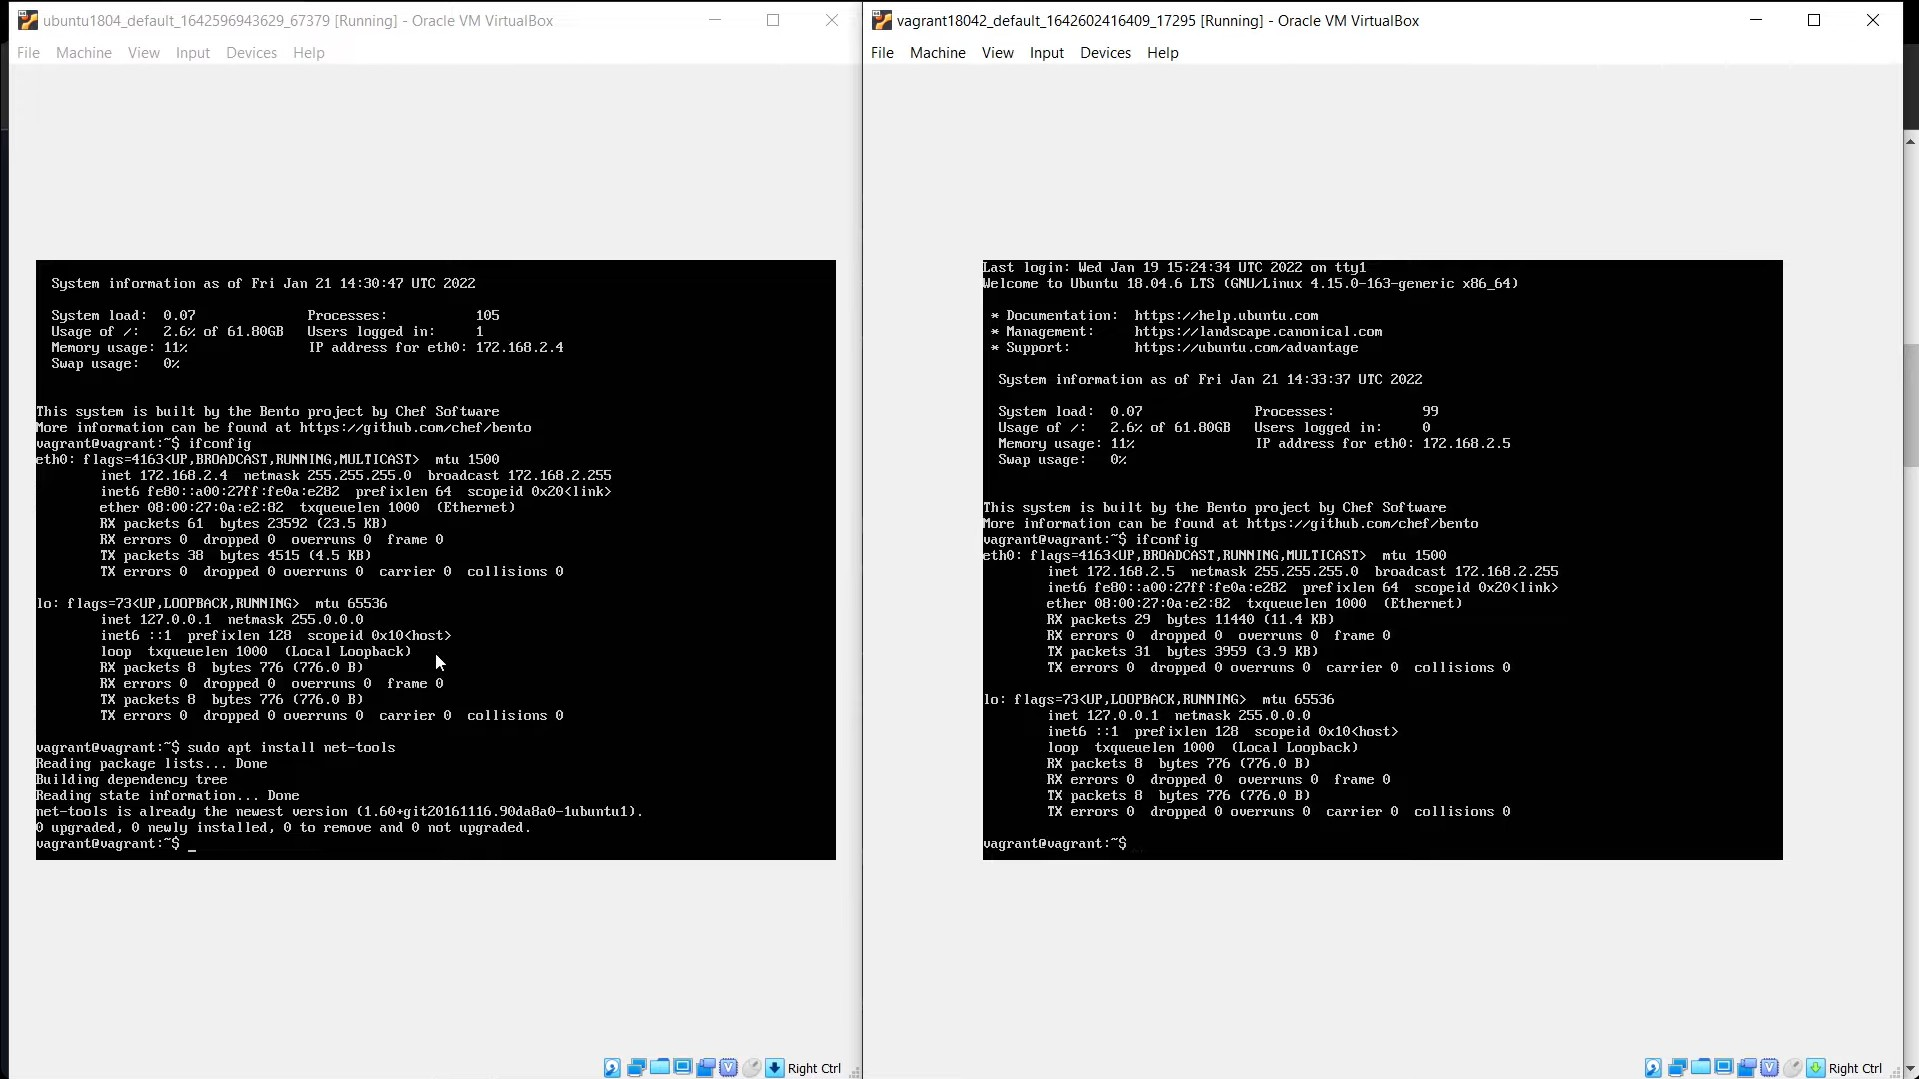 ubuntu1804_default_1642596943629_67379 [Running] - Oracle VM VirtualBox
File Machine View Input Devices Help
System information as of Fri Jan 21 14:30:47 UTC 2022
System load: 0.07 Processes: 105
Usage of /: 2.6% of 61.80GB Users logged in: 1
Memory usage: 11% IP address for eth0: 172.168.2.4
Swap usage: 0%
This system is built by the Bento project by Chef Software
More information can be found at https://github.com/chef/bento
vagrant@vagrant:~$ ifconfig
eth0: flags=4163<UP,BROADCAST,RUNNING,MULTICAST> mtu 1500
inet 172.168.2.4 netmask 255.255.255.0 broadcast 172.168.2.255
inet6 fe80::a00:27ff:fe0a:e282 prefixlen 64 scopeid 0x20<link>
ether 08:00:27:0a:e2:82 txqueuelen 1000 (Ethernet)
RX packets 61 bytes 23592 (23.5 KB)
RX errors 0 dropped 0 overruns 0 frame 0
TX packets 38 bytes 4515 (4.5 KB)
TX errors 0 dropped 0 overruns 0 carrier 0 collisions 0
lo: flags=73<UP,LOOPBACK,RUNNING> mtu 65536
inet 127.0.0.1 netmask 255.0.0.0
inet6 ::1 prefixlen 128 scopeid 0x10<host>
loop txqueuelen 1000 (Local Loopback)
RX packets 8 bytes 776 (776.0 B)
RX errors 0 dropped 0 overruns 0 frame 0
TX packets 8 bytes 776 (776.0 B)
TX errors 0 dropped 0 overruns 0 carrier 0 collisions 0
vagrant@vagrant:~$ sudo apt install net-tools
Reading package lists... Done
Building dependency tree
Reading state information... Done
net-tools is already the newest version (1.60+git20161116.90da8a0-1ubuntu1).
0 upgraded, 0 newly installed, 0 to remove and 0 not upgraded.
vagrant@vagrant:~$ _
Right Ctrl
vagrant18042_default_1642602416409_17295 [Running] - Oracle VM VirtualBox
File Machine View Input Devices Help
Last login: Wed Jan 19 15:24:34 UTC 2022 on tty1
Welcome to Ubuntu 18.04.6 LTS (GNU/Linux 4.15.0-163-generic x86_64)
* Documentation: https://help.ubuntu.com
* Management: https://landscape.canonical.com
* Support: https://ubuntu.com/advantage
System information as of Fri Jan 21 14:33:37 UTC 2022
System load: 0.07 Processes: 99
Usage of /: 2.6% of 61.80GB Users logged in: 0
Memory usage: 11% IP address for eth0: 172.168.2.5
Swap usage: 0%
This system is built by the Bento project by Chef Software
More information can be found at https://github.com/chef/bento
vagrant@vagrant:~$ ifconfig
eth0: flags=4163<UP,BROADCAST,RUNNING,MULTICAST> mtu 1500
inet 172.168.2.5 netmask 255.255.255.0 broadcast 172.168.2.255
inet6 fe80::a00:27ff:fe0a:e282 prefixlen 64 scopeid 0x20<link>
ether 08:00:27:0a:e2:82 txqueuelen 1000 (Ethernet)
RX packets 29 bytes 11440 (11.4 KB)
RX errors 0 dropped 0 overruns 0 frame 0
TX packets 31 bytes 3959 (3.9 KB)
TX errors 0 dropped 0 overruns 0 carrier 0 collisions 0
lo: flags=73<UP,LOOPBACK,RUNNING> mtu 65536
inet 127.0.0.1 netmask 255.0.0.0
inet6 ::1 prefixlen 128 scopeid 0x10<host>
loop txqueuelen 1000 (Local Loopback)
RX packets 8 bytes 776 (776.0 B)
RX errors 0 dropped 0 overruns 0 frame 0
TX packets 8 bytes 776 (776.0 B)
TX errors 0 dropped 0 overruns 0 carrier 0 collisions 0
vagrant@vagrant:~$
Right Ctrl